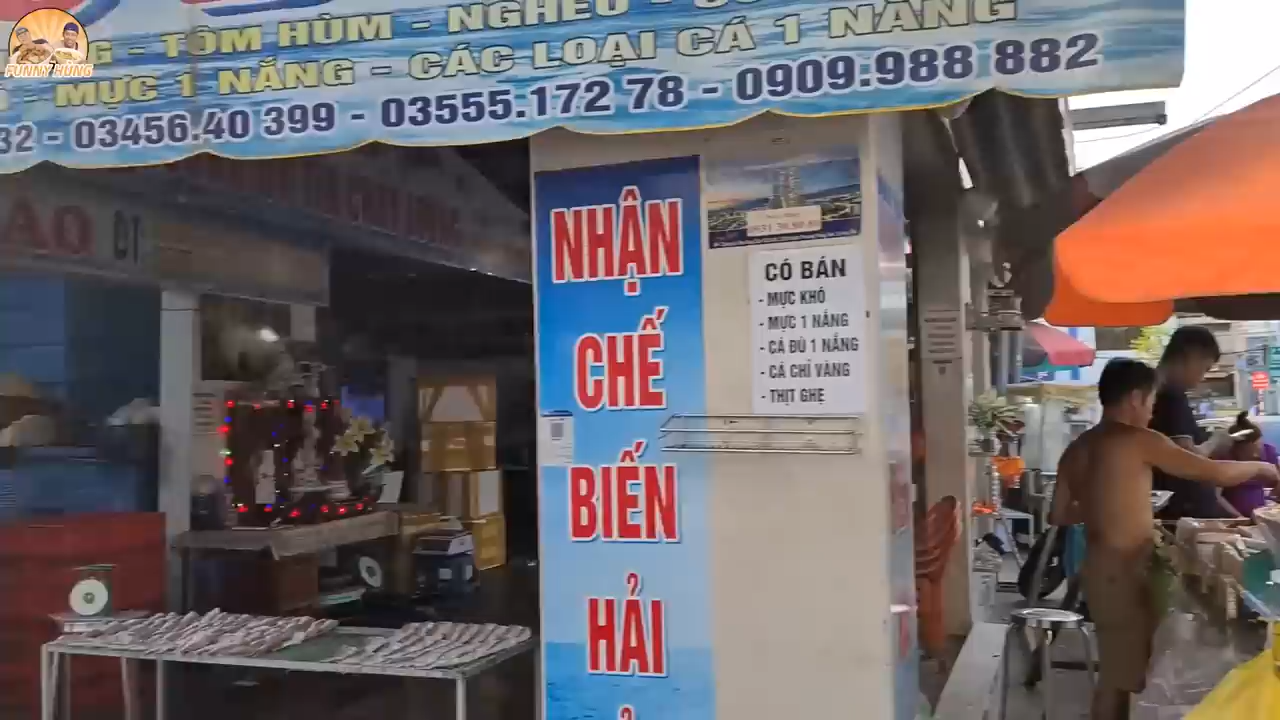 FUNNY HÙNG
- TÔM HÙM - NGHÊU -
- MỰC 1 NẮNG - CÁC LOẠI CÁ 1 NẮNG
32 - 03456.40 399 - 03555.172 78 - 0909.988 882
ĐT
NHẬN
CHẾ
BIẾN
HẢI
CÓ BÁN
- MỰC KHÔ
- MỰC 1 NẮNG
- CÁ ĐÙ 1 NẮNG
- CÁ CHỈ VÀNG
- THỊT GHẸ